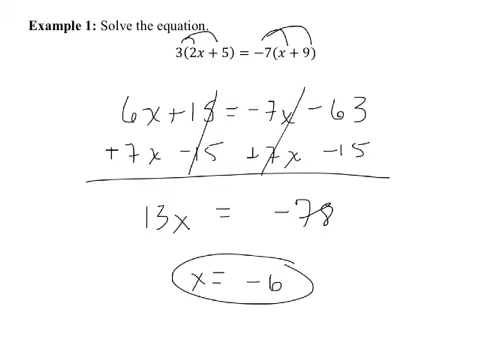 Example 1: Solve the equation.
3(2x + 5) = −7(x + 9)
6x + 15 = -7x - 63
+7x -15 +7x -15
13x = -78
x = -6